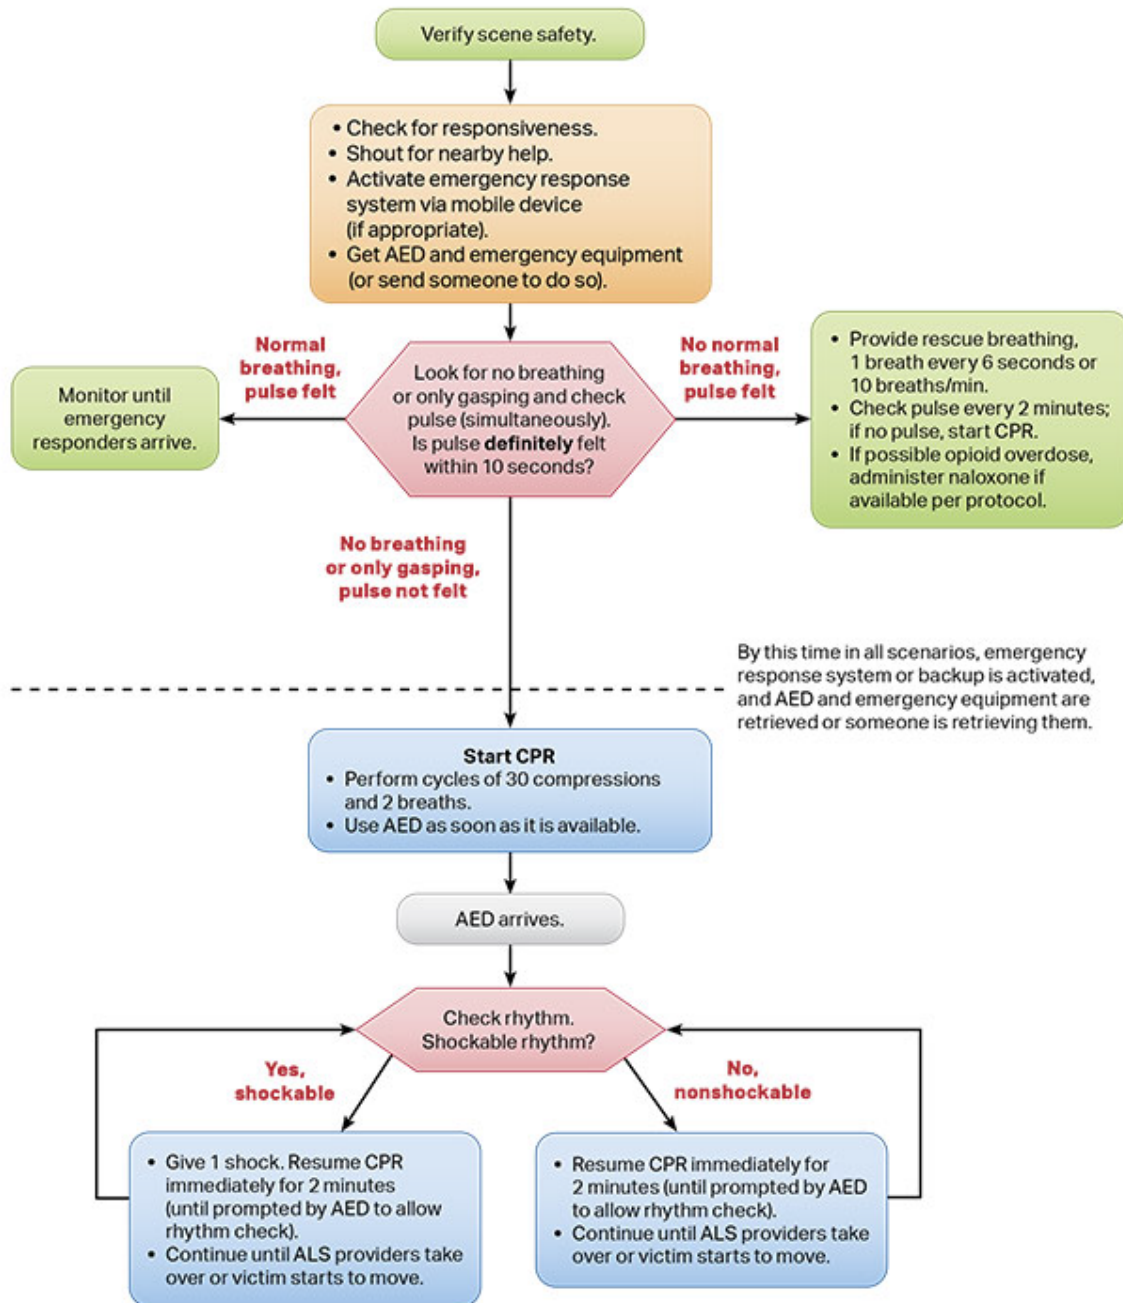 Verify scene safety.
• Check for responsiveness.
• Shout for nearby help.
• Activate emergency response
system via mobile device
(if appropriate).
• Get AED and emergency equipment
(or send someone to do so).
Normal
breathing,
pulse felt
No normal
breathing,
pulse felt
Monitor until
emergency
responders arrive.
Look for no breathing
or only gasping and check
pulse (simultaneously).
Is pulse definitely felt
within 10 seconds?
• Provide rescue breathing,
1 breath every 6 seconds or
10 breaths/min.
• Check pulse every 2 minutes;
if no pulse, start CPR.
• If possible opioid overdose,
administer naloxone if
available per protocol.
No breathing
or only gasping,
pulse not felt
By this time in all scenarios, emergency
response system or backup is activated,
and AED and emergency equipment are
retrieved or someone is retrieving them.
Start CPR
• Perform cycles of 30 compressions
and 2 breaths.
• Use AED as soon as it is available.
AED arrives.
Check rhythm.
Shockable rhythm?
Yes,
shockable
No,
nonshockable
• Give 1 shock. Resume CPR
immediately for 2 minutes
(until prompted by AED to allow
rhythm check).
• Continue until ALS providers take
over or victim starts to move.
• Resume CPR immediately for
2 minutes (until prompted by AED
to allow rhythm check).
• Continue until ALS providers take
over or victim starts to move.